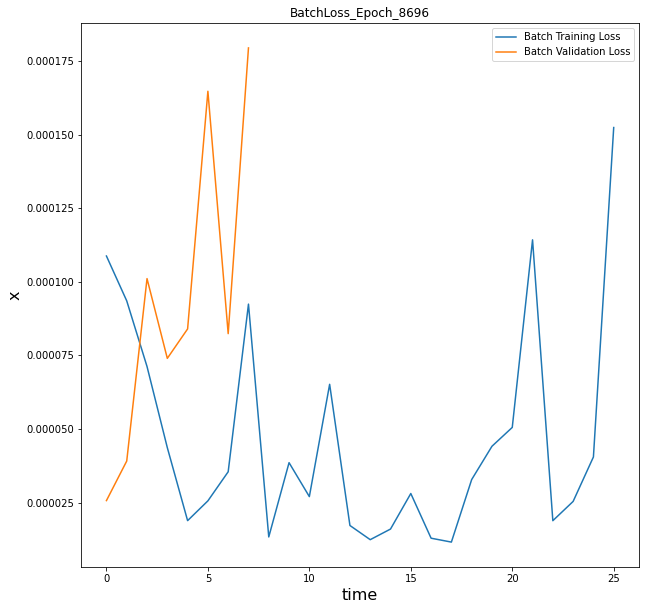 BatchLoss_Epoch_8696
Batch Training Loss
Batch Validation Loss
0.000175
0.000150
0.000125
0.000100
0.000075
0.000050
0.000025
x
0 5 10 15 20 25
time